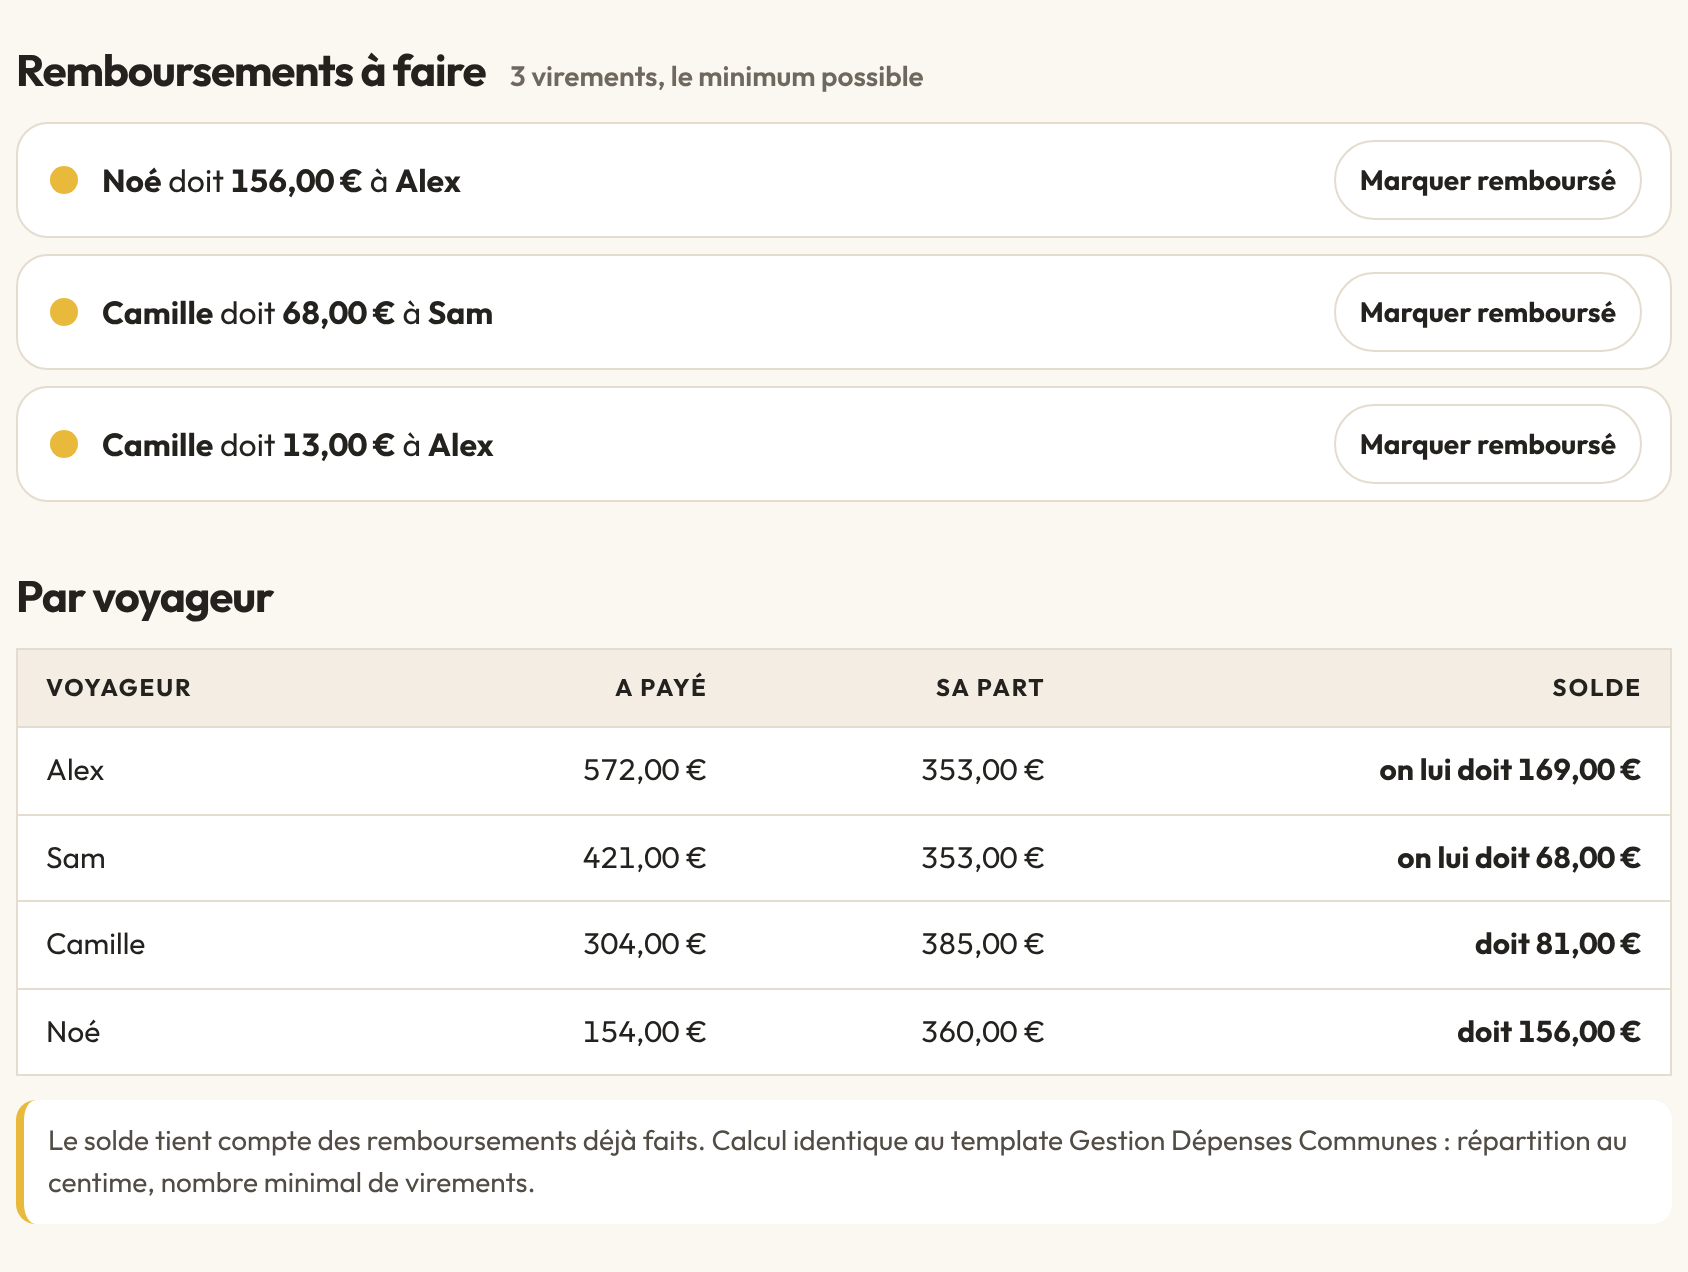 Remboursements à faire 3 virements, le minimum possible
Noé doit 156,00 € à Alex Marquer remboursé
Camille doit 68,00 € à Sam Marquer remboursé
Camille doit 13,00 € à Alex Marquer remboursé
Par voyageur
VOYAGEUR A PAYÉ SA PART SOLDE
Alex 572,00 € 353,00 € on lui doit 169,00 €
Sam 421,00 € 353,00 € on lui doit 68,00 €
Camille 304,00 € 385,00 € doit 81,00 €
Noé 154,00 € 360,00 € doit 156,00 €
Le solde tient compte des remboursements déjà faits. Calcul identique au template Gestion Dépenses Communes : répartition au
centime, nombre minimal de virements.